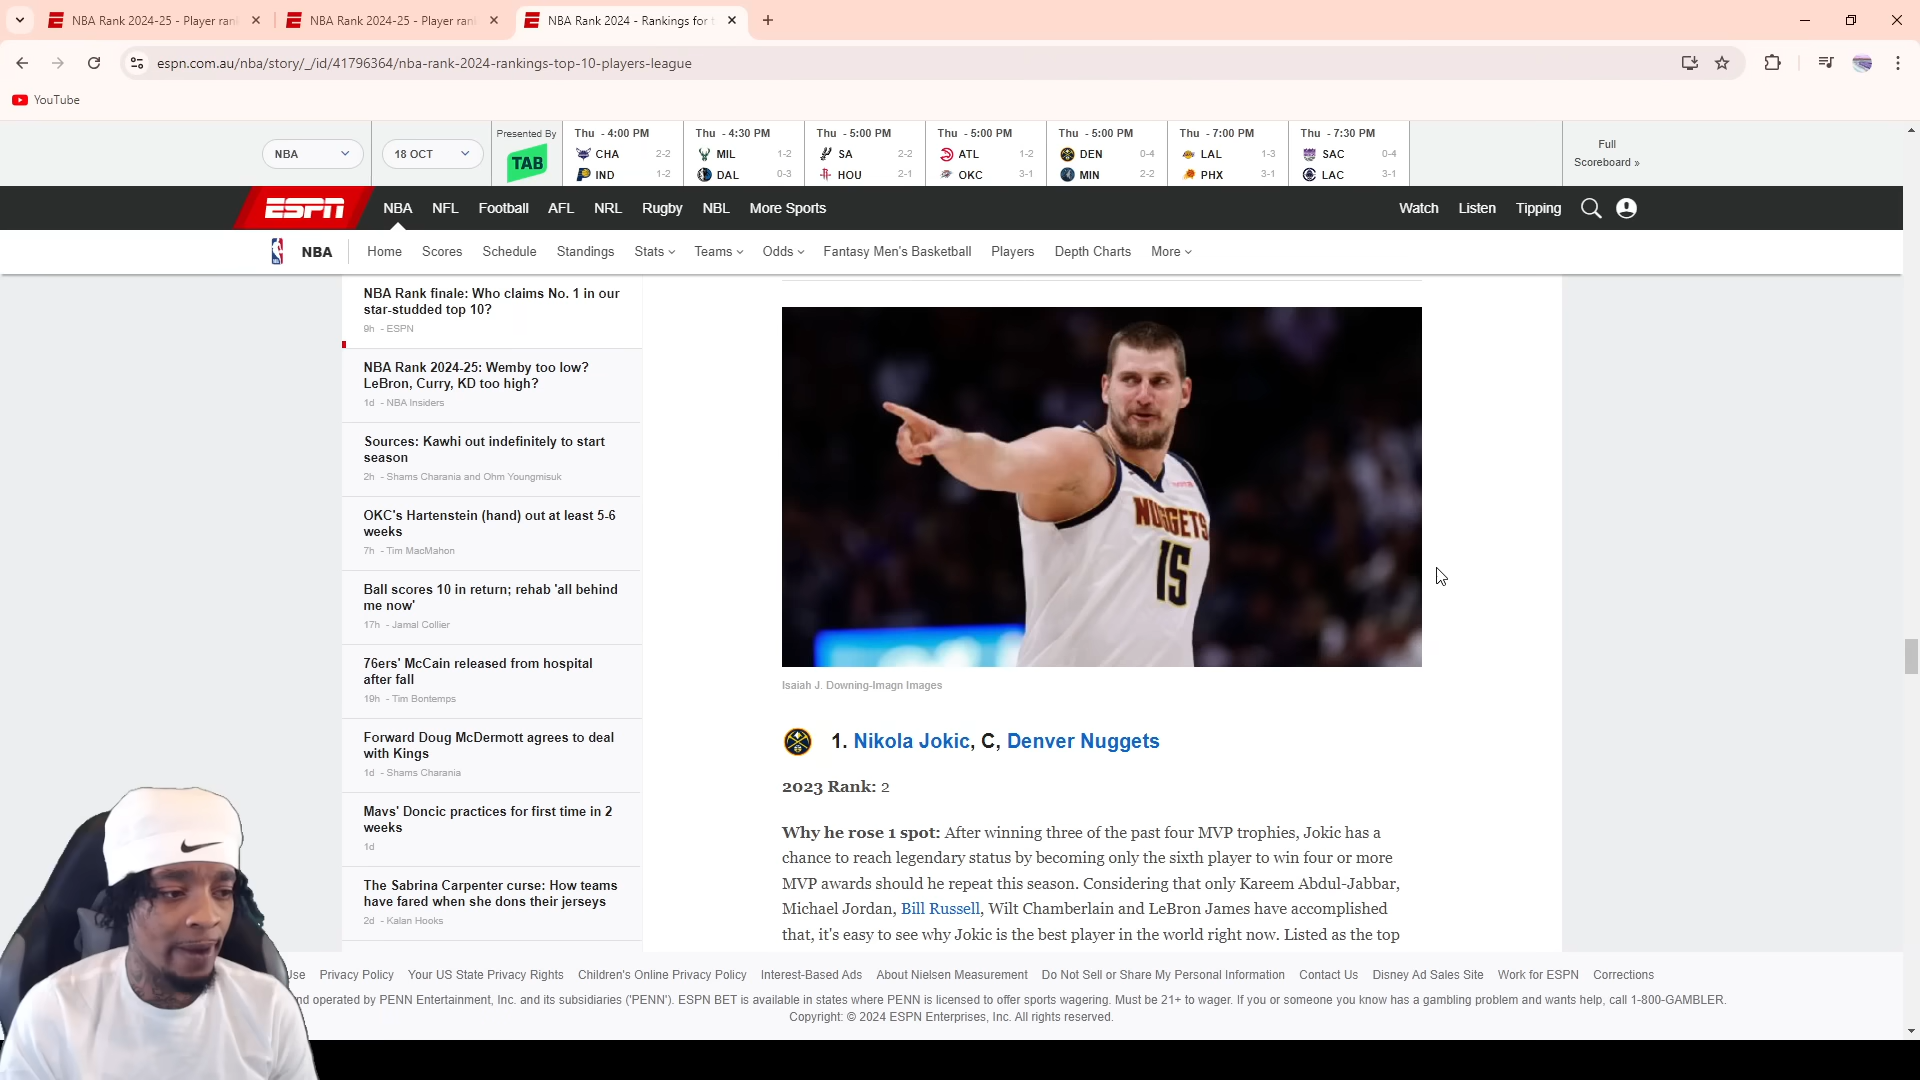 NBA Rank 2024-25 - Player ran
NBA Rank 2024-25 - Player rank
NBA Rank 2024 - Rankings for t
espn.com.au/nba/story/_/id/41796364/nba-rank-2024-rankings-top-10-players-league
YouTube
NBA
18 OCT
Presented By
TAB
Thu - 4:00 PM
CHA 2-2
IND 1-2
Thu - 4:30 PM
MIL 1-2
DAL 0-3
Thu - 5:00 PM
SA 2-2
HOU 2-1
Thu - 5:00 PM
ATL 1-2
OKC 3-1
Thu - 5:00 PM
DEN 0-4
MIN 2-2
Thu - 7:00 PM
LAL 1-3
PHX 3-1
Thu - 7:30 PM
SAC 0-4
LAC 3-1
Full
Scoreboard »
ESPN NBA NFL Football AFL NRL Rugby NBL More Sports Watch Listen Tipping
NBA Home Scores Schedule Standings Stats Teams Odds Fantasy Men's Basketball Players Depth Charts More
NBA Rank finale: Who claims No. 1 in our
star-studded top 10?
9h - ESPN
NBA Rank 2024-25: Wemby too low?
LeBron, Curry, KD too high?
1d - NBA Insiders
Sources: Kawhi out indefinitely to start
season
2h - Shams Charania and Ohm Youngmisuk
OKC's Hartenstein (hand) out at least 5-6
weeks
7h - Tim MacMahon
Ball scores 10 in return; rehab 'all behind
me now'
17h - Jamal Collier
76ers' McCain released from hospital
after fall
19h - Tim Bontemps
Forward Doug McDermott agrees to deal
with Kings
1d - Shams Charania
Mavs' Doncic practices for first time in 2
weeks
1d
The Sabrina Carpenter curse: How teams
have fared when she dons their jerseys
2d - Kalan Hooks
NUGGETS
15
Isaiah J. Downing-Imagn Images
1. Nikola Jokic, C, Denver Nuggets
2023 Rank: 2
Why he rose 1 spot: After winning three of the past four MVP trophies, Jokic has a
chance to reach legendary status by becoming only the sixth player to win four or more
MVP awards should he repeat this season. Considering that only Kareem Abdul-Jabbar,
Michael Jordan, Bill Russell, Wilt Chamberlain and LeBron James have accomplished
that, it's easy to see why Jokic is the best player in the world right now. Listed as the top
Use Privacy Policy Your US State Privacy Rights Children's Online Privacy Policy Interest-Based Ads About Nielsen Measurement Do Not Sell or Share My Personal Information Contact Us Disney Ad Sales Site Work for ESPN Corrections
nd operated by PENN Entertainment, Inc. and its subsidiaries ('PENN'). ESPN BET is available in states where PENN is licensed to offer sports wagering. Must be 21+ to wager. If you or someone you know has a gambling problem and wants help, call 1-800-GAMBLER.
Copyright: © 2024 ESPN Enterprises, Inc. All rights reserved.